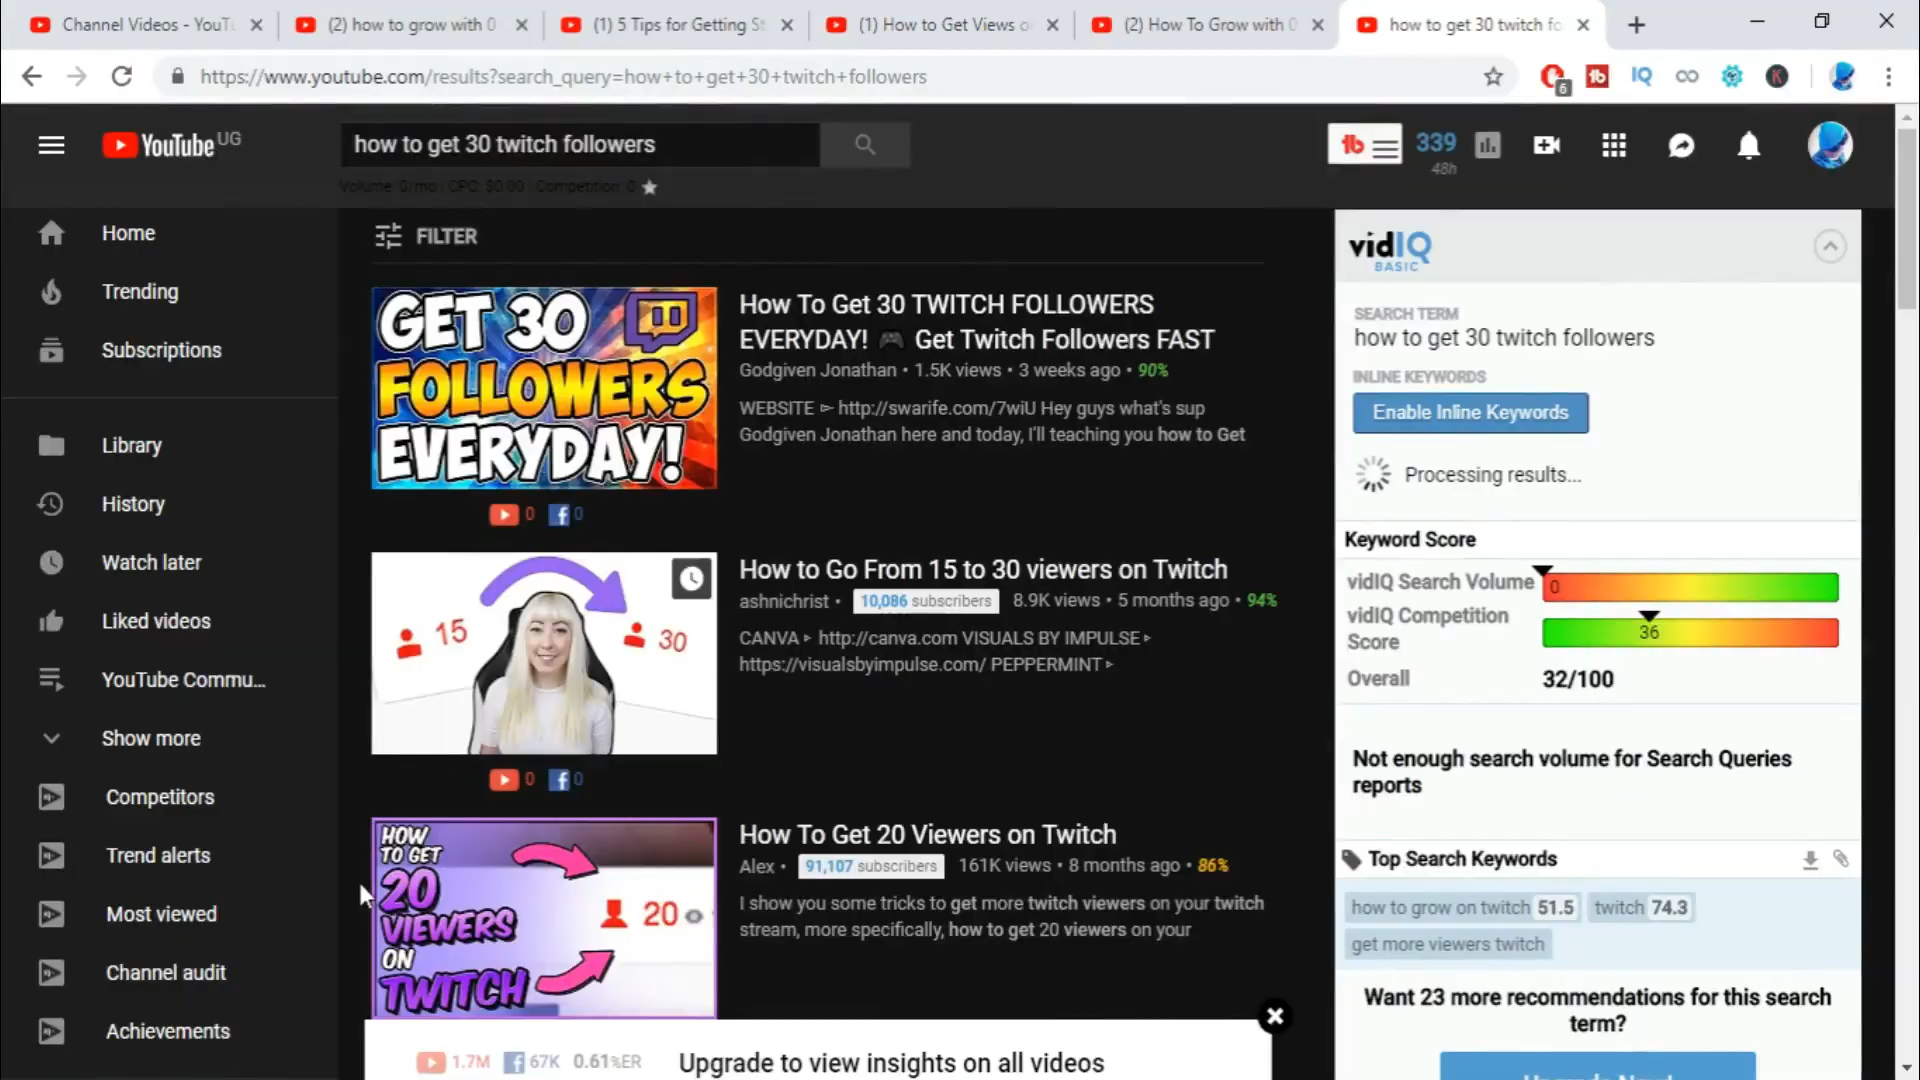 Channel Videos - YouT
(2) how to grow with 0
(1) 5 Tips for Getting St
(1) How to Get Views o
(2) How To Grow with 0
how to get 30 twitch fo
https://www.youtube.com/results?search_query=how+to+get+30+twitch+followers
6
YouTube UG
how to get 30 twitch followers
339
48h
Volume: 0/mo | CPC: $0.00 | Competition: 0
Home
Trending
Subscriptions
Library
History
Watch later
Liked videos
YouTube Commu...
Show more
Competitors
Trend alerts
Most viewed
Channel audit
Achievements
FILTER
GET 30
FOLLOWERS
EVERYDAY!
0 0
How To Get 30 TWITCH FOLLOWERS
EVERYDAY! 🎮 Get Twitch Followers FAST
Godgiven Jonathan • 1.5K views • 3 weeks ago • 90%
WEBSITE ▻ http://swarife.com/7wiU Hey guys what's sup
Godgiven Jonathan here and today, I'll teaching you how to Get
15
30
0 0
How to Go From 15 to 30 viewers on Twitch
ashnichrist • 10,086 subscribers 8.9K views • 5 months ago • 94%
CANVA ▸ http://canva.com VISUALS BY IMPULSE ▸
https://visualsbyimpulse.com/ PEPPERMINT ▸
HOW
TO GET
20
VIEWERS
ON
TWITCH
20
How To Get 20 Viewers on Twitch
Alex • 91,107 subscribers 161K views • 8 months ago • 86%
I show you some tricks to get more twitch viewers on your twitch
stream, more specifically, how to get 20 viewers on your
1.7M 67K 0.61%ER Upgrade to view insights on all videos
vidIQ
BASIC
SEARCH TERM
how to get 30 twitch followers
INLINE KEYWORDS
Enable Inline Keywords
Processing results...
Keyword Score
vidIQ Search Volume 0
vidIQ Competition
Score 36
Overall 32/100
Not enough search volume for Search Queries
reports
Top Search Keywords
how to grow on twitch 51.5 twitch 74.3
get more viewers twitch
Want 23 more recommendations for this search
term?